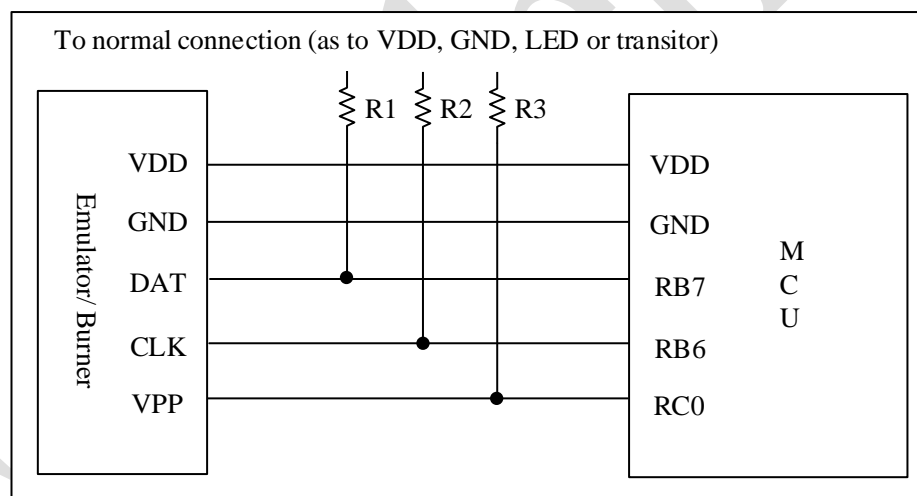 To normal connection (as to VDD, GND, LED or transitor)
R1 R2 R3
Emulator/ Burner
VDD
GND
DAT
CLK
VPP
VDD
GND
RB7
RB6
RC0
M
C
U